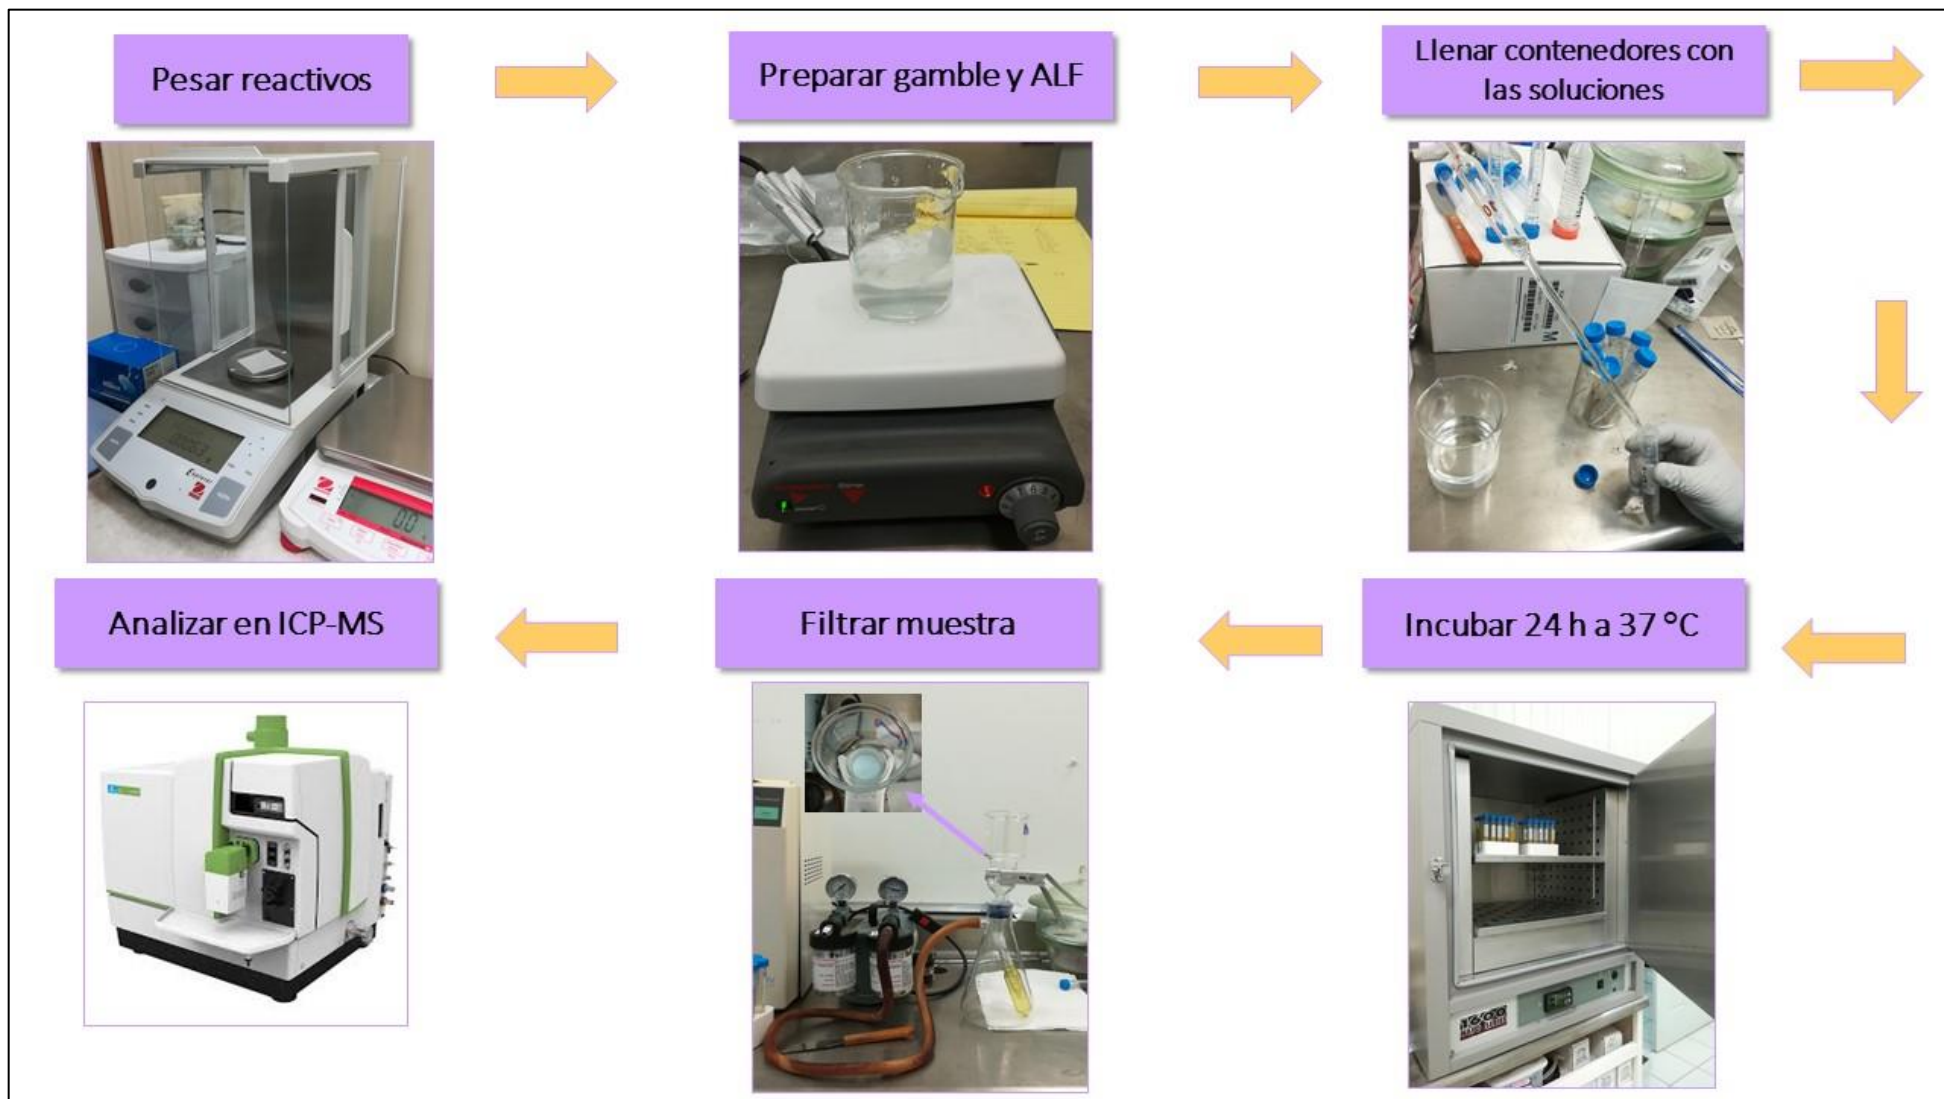 Pesar reactivos
Preparar gamble y ALF
Llenar contenedores con
las soluciones
Incubar 24 h a 37 °C
Filtrar muestra
Analizar en ICP-MS